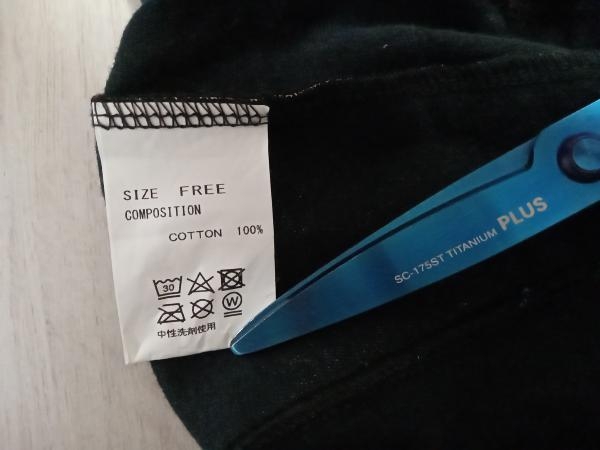 SIZE FREE
COMPOSITION
COTTON 100%
30
W
中性洗剤使用
SC-175ST TITANIUM PLUS